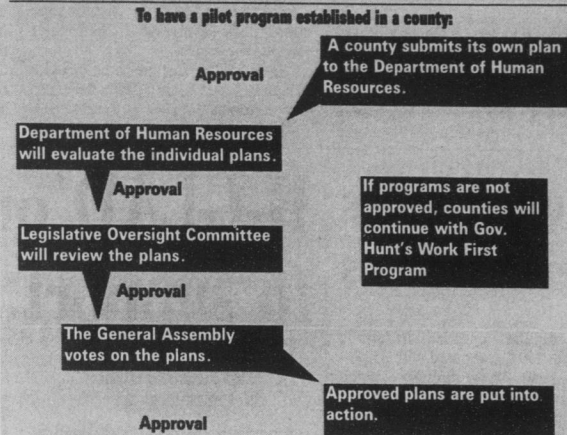 To have a pilot program established in a county:
A county submits its own plan
to the Department of Human
Resources.
Approval
Department of Human Resources
will evaluate the individual plans.
Approval
If programs are not
approved, counties will
continue with Gov.
Hunt's Work First
Program
Legislative Oversight Committee
will review the plans.
Approval
The General Assembly
votes on the plans.
Approved plans are put into
action.
Approval